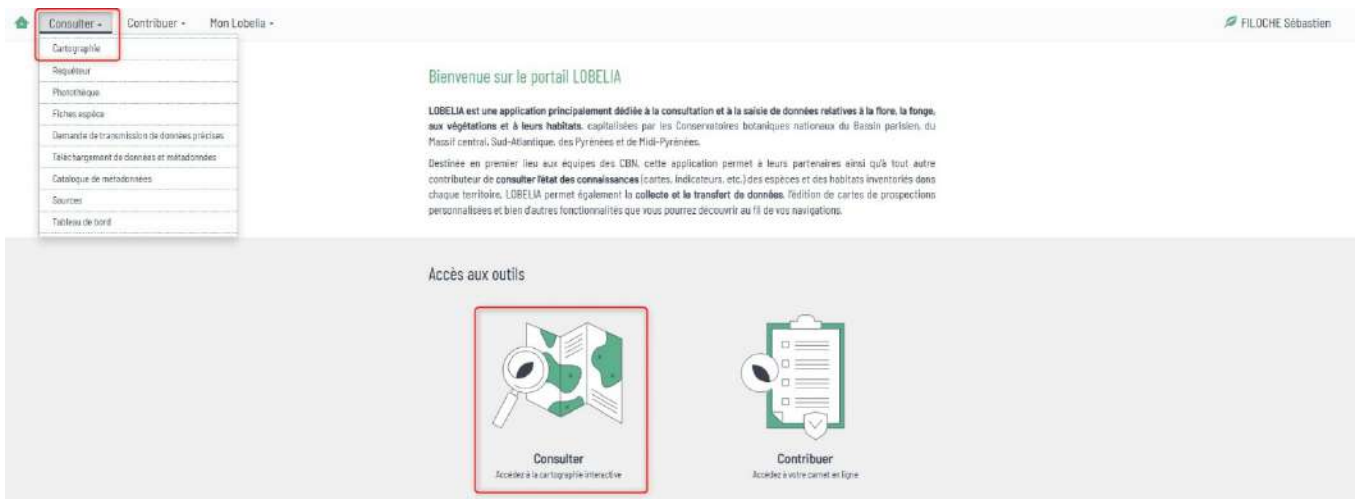 Consulter - Contribuer - Mon Lobelia - FILOCHE Sébastien
Cartographie
Requêteur
Photothèque
Fiches espèce
Demande de transmission de données précises
Téléchargement de données et métadonnées
Catalogue de métadonnées
Sources
Tableau de bord
Bienvenue sur le portail LOBELIA
LOBELIA est une application principalement dédiée à la consultation et à la saisie de données relatives à la flore, la fonge,
aux végétations et à leurs habitats, capitalisées par les Conservatoires botaniques nationaux du Bassin parisien, du
Massif central, Sud-Atlantique, des Pyrénées et de Midi-Pyrénées.
Destinée en premier lieu aux équipes des CBN, cette application permet à leurs partenaires ainsi qu'à tout autre
contributeur de consulter l'état des connaissances (cartes, indicateurs, etc.) des espèces et des habitats inventoriés dans
chaque territoire. LOBELIA permet également la collecte et le transfert de données, l'édition de cartes de prospections
personnalisées et bien d'autres fonctionnalités que vous pourrez découvrir au fil de vos navigations.
Accès aux outils
Consulter
Accédez à la cartographie interactive
Contribuer
Accédez à votre carnet en ligne